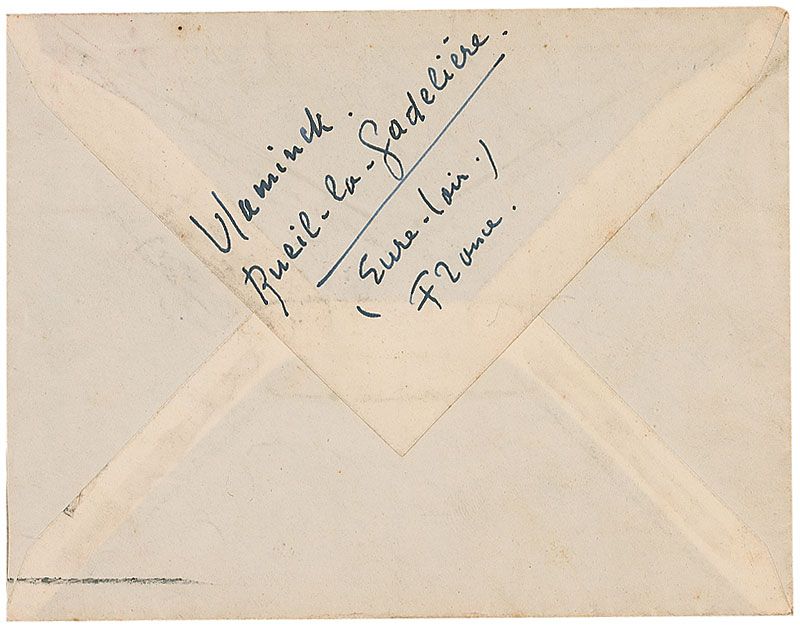 Vlaminck.
Rueil-la-Gadelière.
(Eure-Loir.)
France.